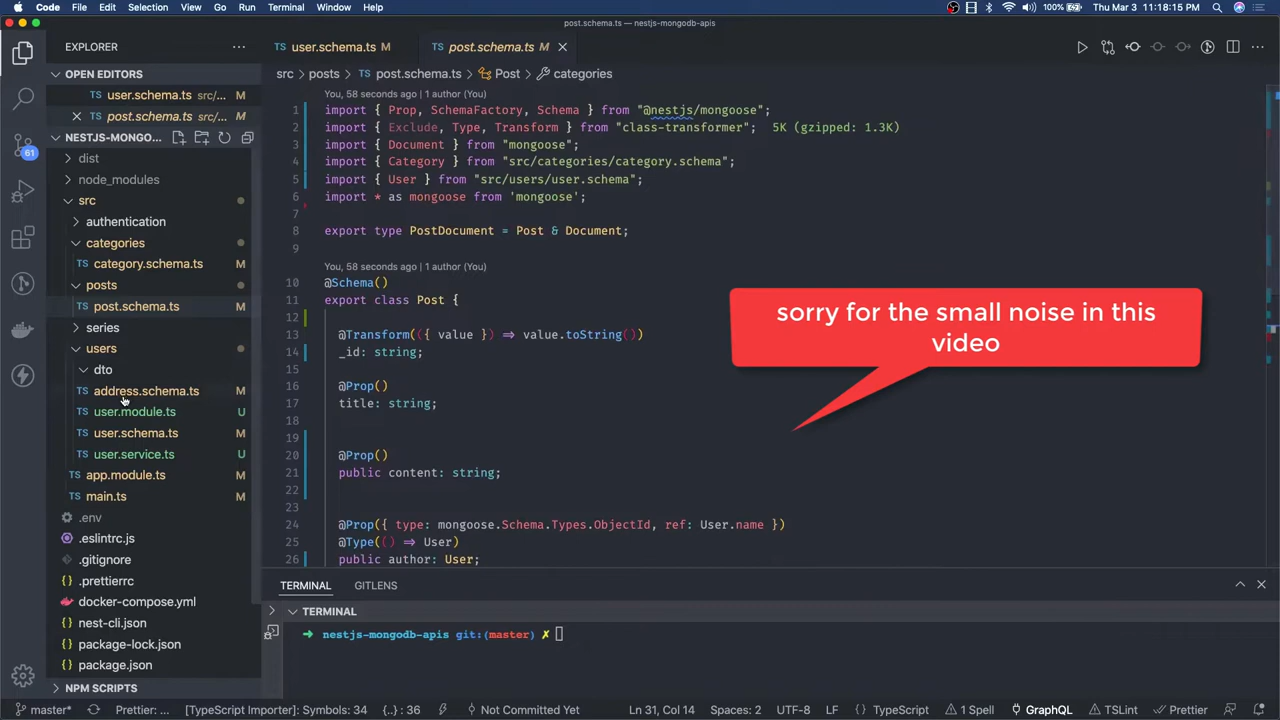 Code File Edit Selection View Go Run Terminal Window Help 100% Thu Mar 3 11:18:15 PM
post.schema.ts — nestjs-mongodb-apis
EXPLORER
OPEN EDITORS
user.schema.ts src/... M
post.schema.ts src/... M
NESTJS-MONGO...
dist
node_modules
src
authentication
categories
category.schema.ts M
posts
post.schema.ts M
series
users
dto
address.schema.ts M
user.module.ts U
user.schema.ts M
user.service.ts U
app.module.ts M
main.ts M
.env
.eslintrc.js
.gitignore
.prettierrc
docker-compose.yml
nest-cli.json
package-lock.json
package.json
NPM SCRIPTS
61
TS user.schema.ts M TS post.schema.ts M
src > posts > TS post.schema.ts > Post > categories
You, 58 seconds ago | 1 author (You)
1 import { Prop, SchemaFactory, Schema } from "@nestjs/mongoose";
2 import { Exclude, Type, Transform } from "class-transformer"; 5K (gzipped: 1.3K)
3 import { Document } from "mongoose";
4 import { Category } from "src/categories/category.schema";
5 import { User } from "src/users/user.schema";
6 import * as mongoose from 'mongoose';
7
8 export type PostDocument = Post & Document;
9
You, 58 seconds ago | 1 author (You)
10 @Schema()
11 export class Post {
12
13 @Transform(({ value }) => value.toString())
14 _id: string;
15
16 @Prop()
17 title: string;
18
19
20 @Prop()
21 public content: string;
22
23
24 @Prop({ type: mongoose.Schema.Types.ObjectId, ref: User.name })
25 @Type(() => User)
26 public author: User;
sorry for the small noise in this
video
TERMINAL GITLENS
TERMINAL
➜ nestjs-mongodb-apis git:(master) ✗
master* Prettier: ... [TypeScript Importer]: Symbols: 34 {..} : 36 Not Committed Yet Ln 31, Col 14 Spaces: 2 UTF-8 LF TypeScript 1 Spell GraphQL TSLint Prettier